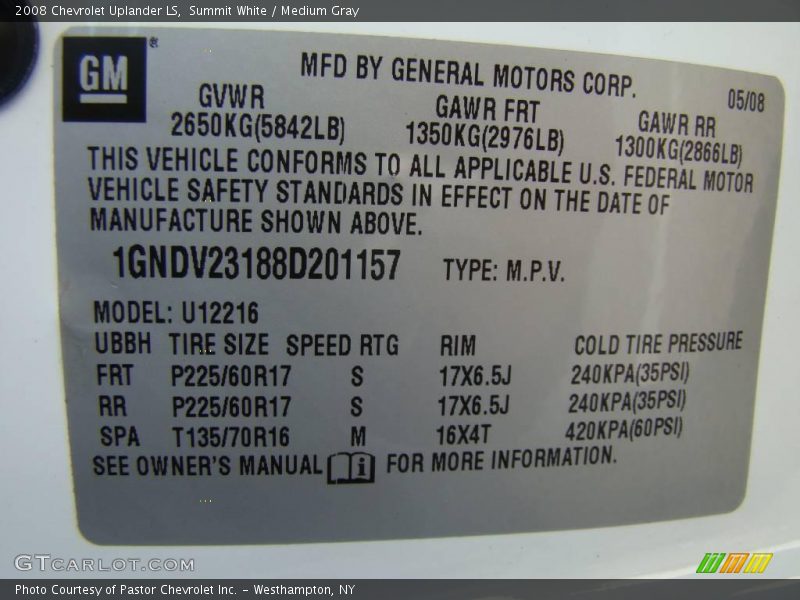 2008 Chevrolet Uplander LS, Summit White / Medium Gray
GM®
MFD BY GENERAL MOTORS CORP.
05/08
GVWR GAWR FRT GAWR RR
2650KG(5842LB) 1350KG(2976LB) 1300KG(2866LB)
THIS VEHICLE CONFORMS TO ALL APPLICABLE U.S. FEDERAL MOTOR
VEHICLE SAFETY STANDARDS IN EFFECT ON THE DATE OF
MANUFACTURE SHOWN ABOVE.
1GNDV23188D201157 TYPE: M.P.V.
MODEL: U12216
UBBH TIRE SIZE SPEED RTG RIM COLD TIRE PRESSURE
FRT P225/60R17 S 17X6.5J 240KPA(35PSI)
RR P225/60R17 S 17X6.5J 240KPA(35PSI)
SPA T135/70R16 M 16X4T 420KPA(60PSI)
SEE OWNER'S MANUAL FOR MORE INFORMATION.
GTCarLot.com
Photo Courtesy of Pastor Chevrolet Inc. - Westhampton, NY